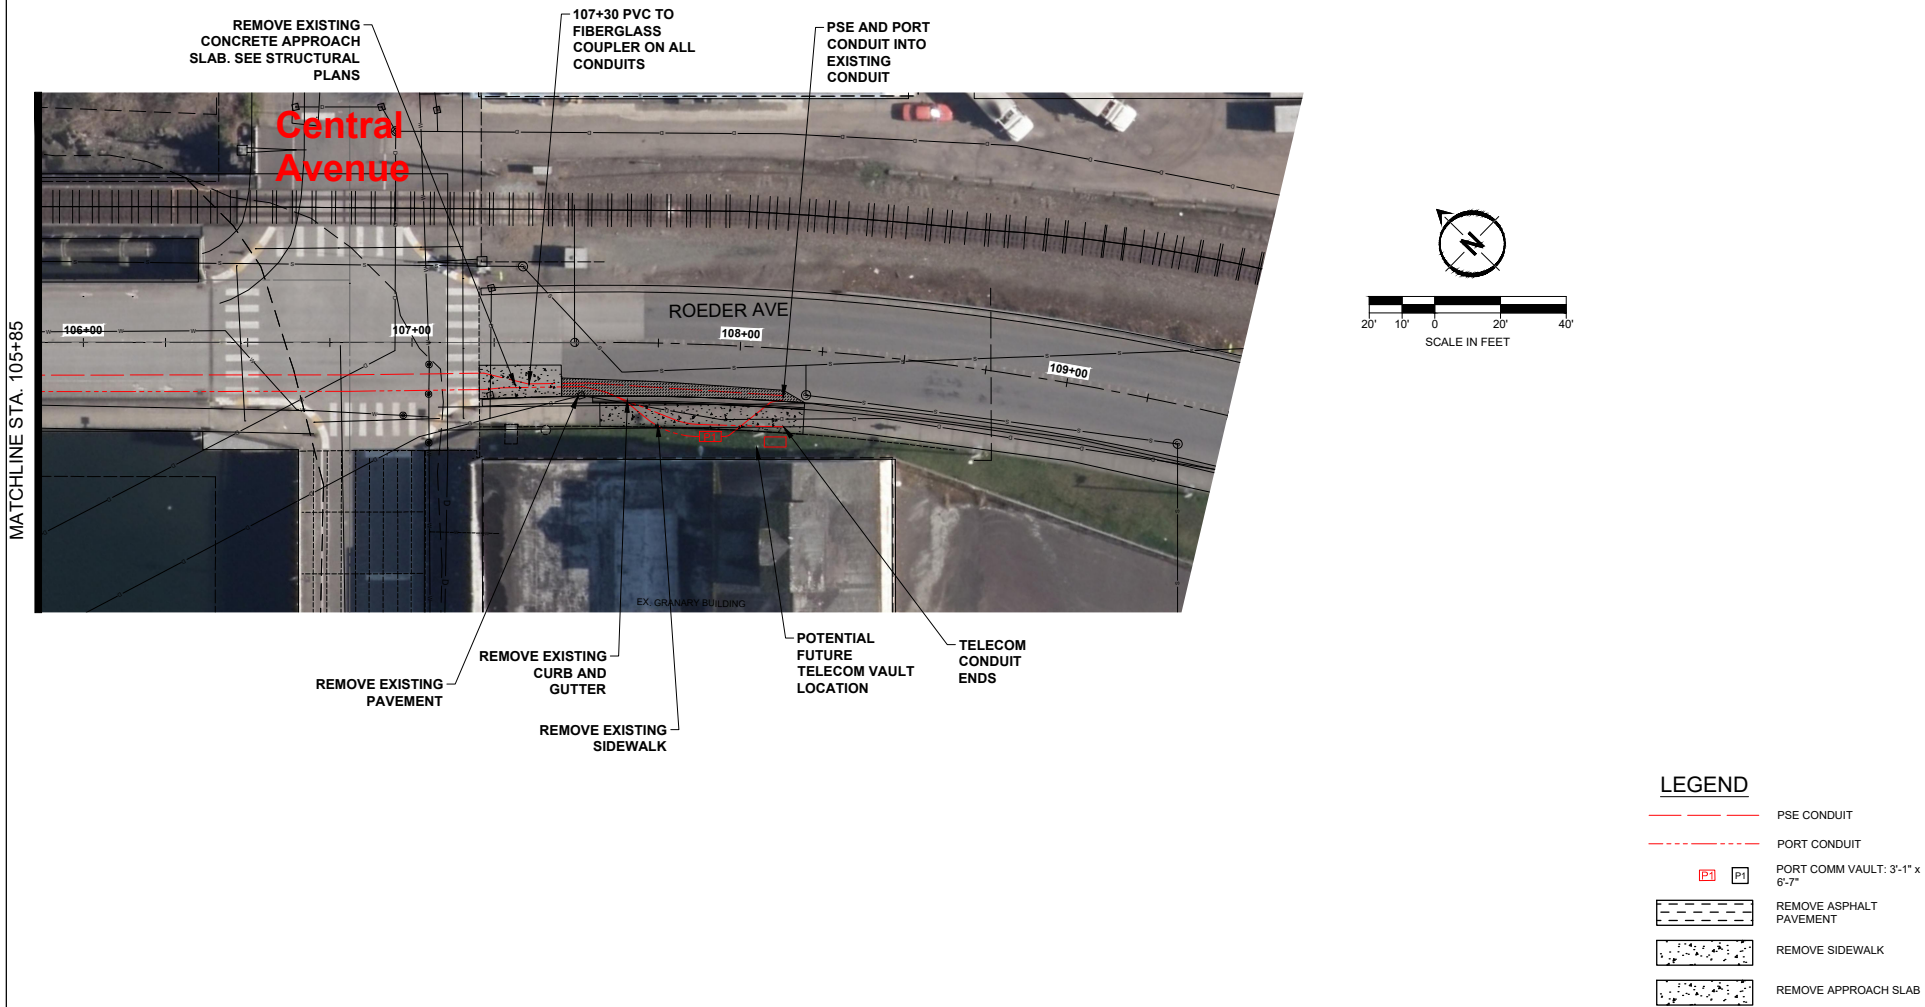 REMOVE EXISTING
CONCRETE APPROACH
SLAB. SEE STRUCTURAL
PLANS
107+30 PVC TO
FIBERGLASS
COUPLER ON ALL
CONDUITS
PSE AND PORT
CONDUIT INTO
EXISTING
CONDUIT
Central
Avenue
MATCHLINE STA. 105+85
106+00
107+00
ROEDER AVE
108+00
109+00
N
20' 10' 0 20' 40'
SCALE IN FEET
EX. GRANARY BUILDING
REMOVE EXISTING
PAVEMENT
REMOVE EXISTING
CURB AND
GUTTER
REMOVE EXISTING
SIDEWALK
POTENTIAL
FUTURE
TELECOM VAULT
LOCATION
TELECOM
CONDUIT
ENDS
LEGEND
PSE CONDUIT
PORT CONDUIT
P1 P1 PORT COMM VAULT: 3'-1" x
6'-7"
REMOVE ASPHALT
PAVEMENT
REMOVE SIDEWALK
REMOVE APPROACH SLAB